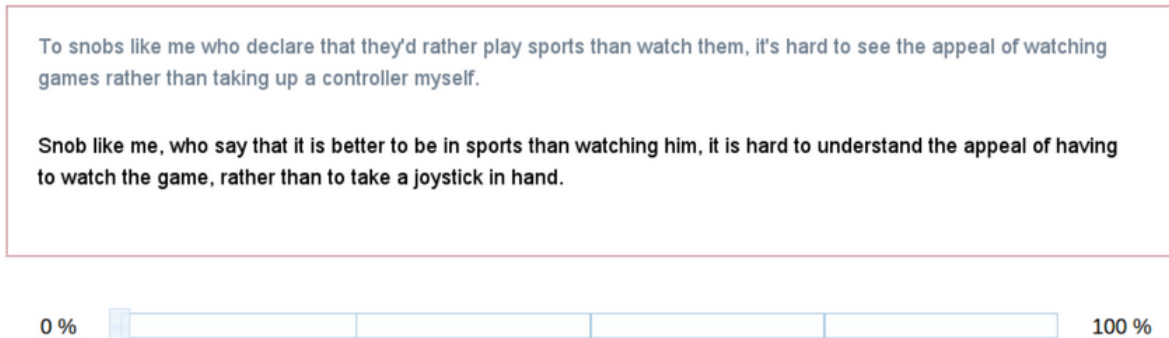 To snobs like me who declare that they'd rather play sports than watch them, it's hard to see the appeal of watching
games rather than taking up a controller myself.
Snob like me, who say that it is better to be in sports than watching him, it is hard to understand the appeal of having
to watch the game, rather than to take a joystick in hand.
0 % 100 %